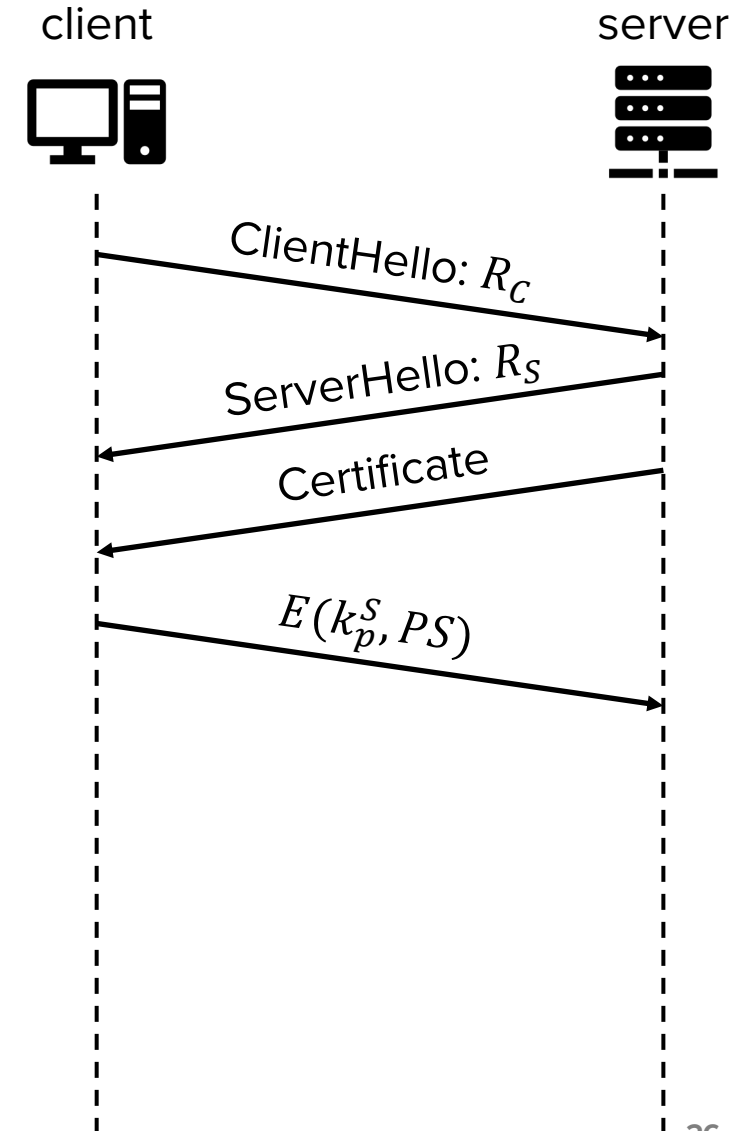 client
server
ClientHello: R_C
ServerHello: R_S
Certificate
E(k_p^S, PS)